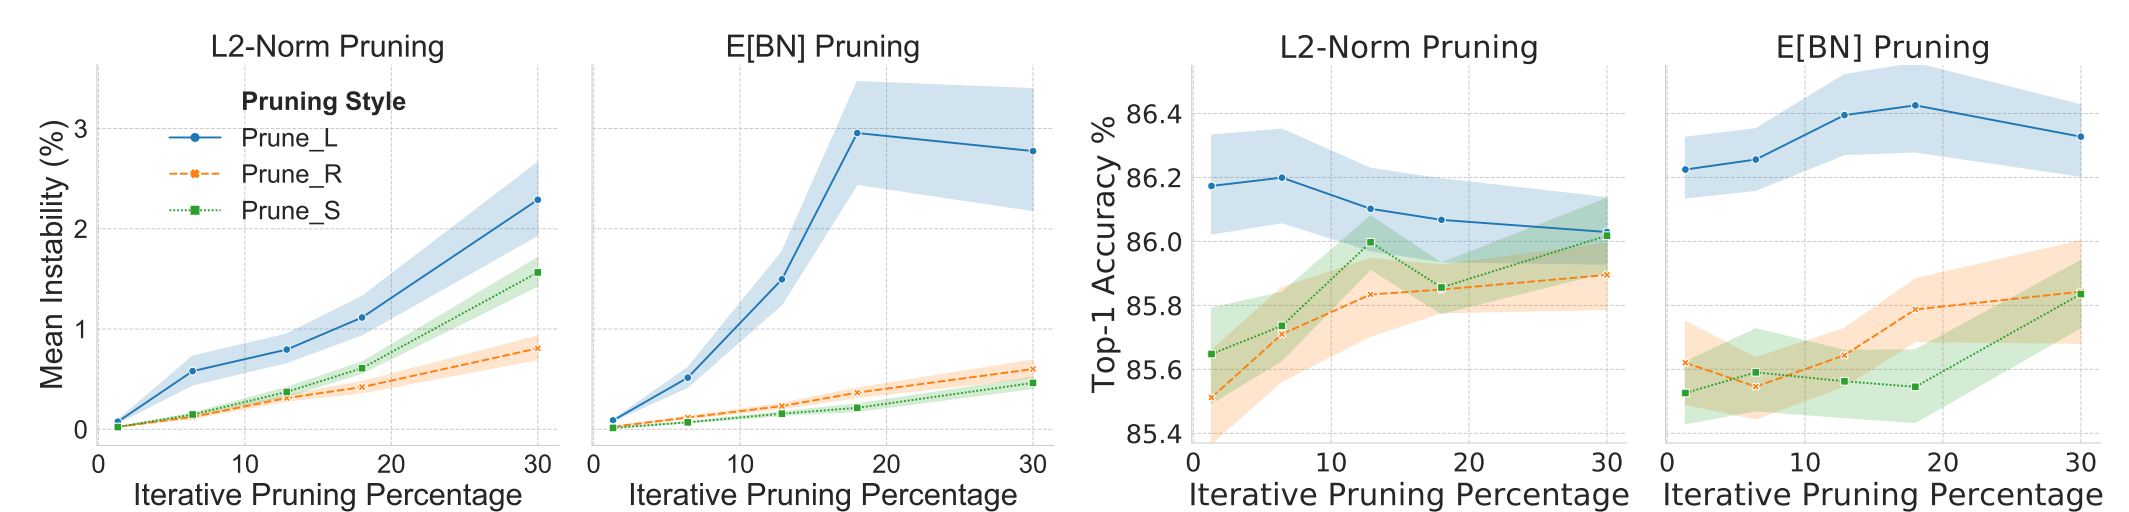 L2-Norm Pruning
E[BN] Pruning
L2-Norm Pruning
E[BN] Pruning
Pruning Style
Prune_L
Prune_R
Prune_S
Mean Instability (%)
3
2
1
0
0 10 20 30
Iterative Pruning Percentage
0 10 20 30
Iterative Pruning Percentage
Top-1 Accuracy %
86.4
86.2
86.0
85.8
85.6
85.4
0 10 20 30
Iterative Pruning Percentage
0 10 20 30
Iterative Pruning Percentage